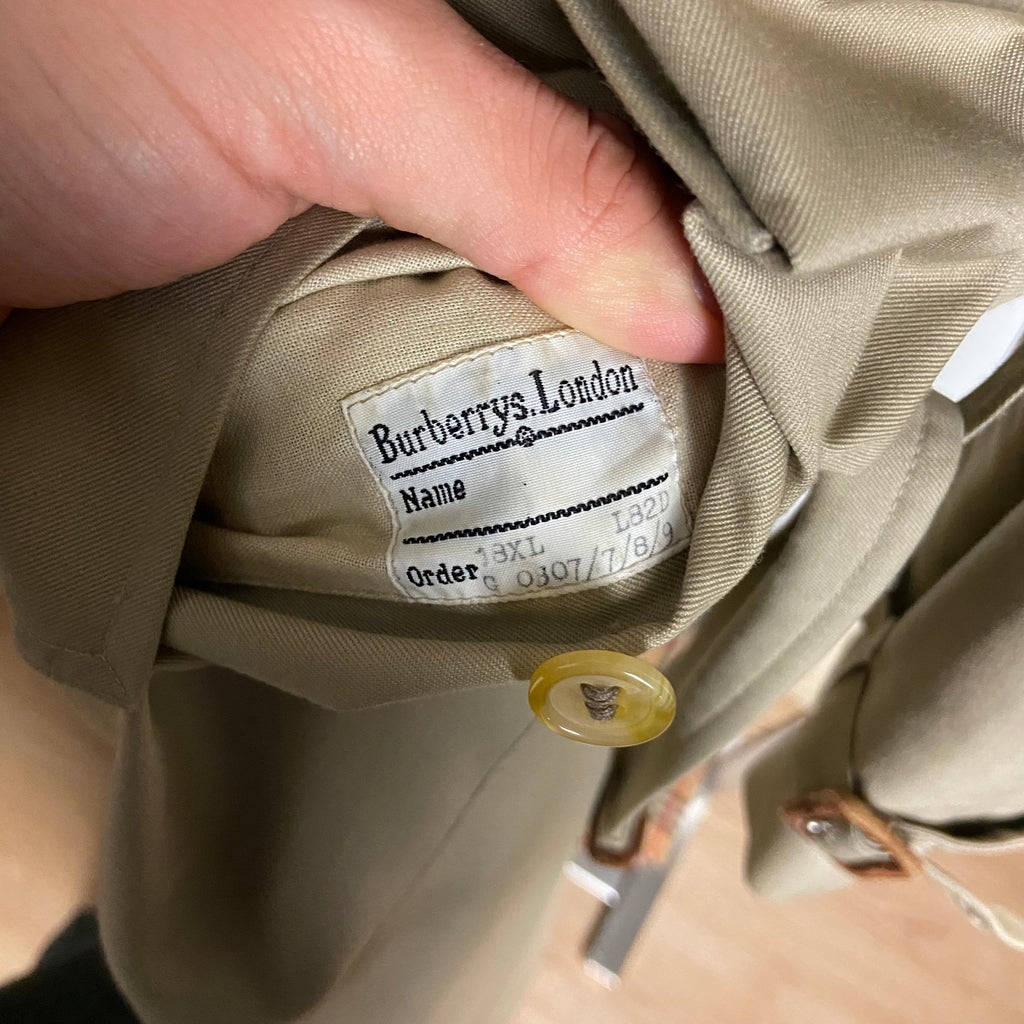 Burberrys. London
Name
18XL L82D
Order C 0307/7/8/9